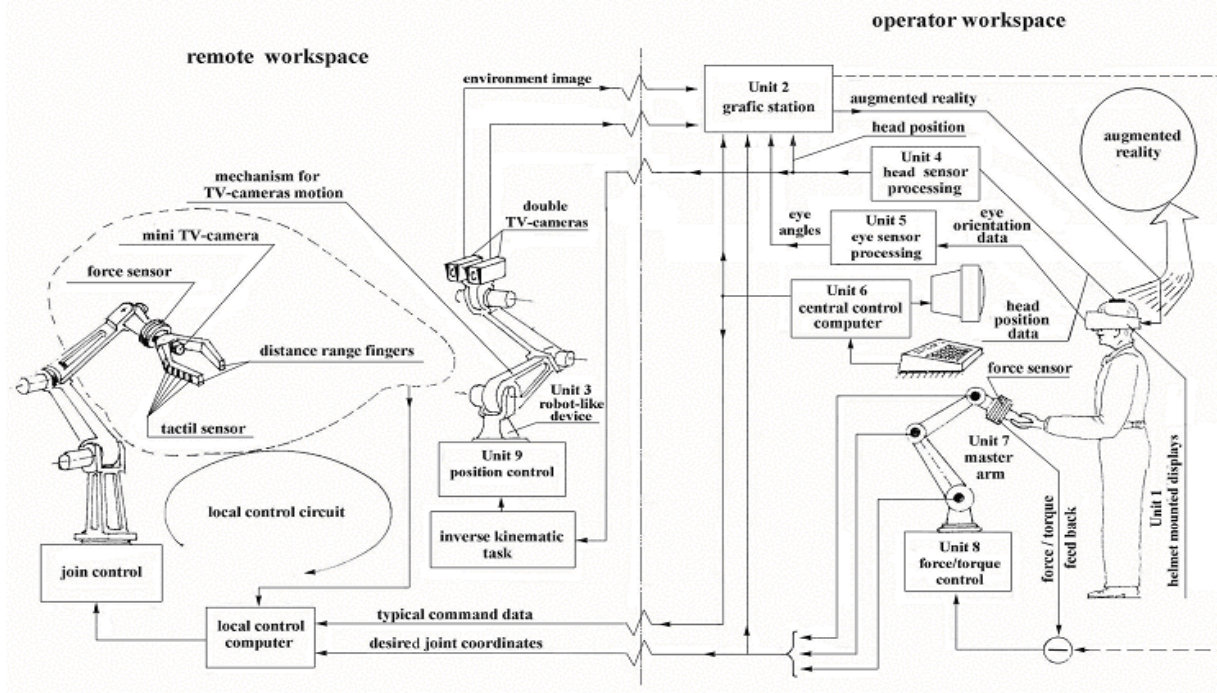 operator workspace
remote workspace
environment image
Unit 2
grafic station
augmented reality
head position
augmented
reality
mechanism for
TV-cameras motion
Unit 4
head sensor
processing
double
TV-cameras
eye
angles
Unit 5
eye sensor
processing
eye
orientation
data
mini TV-camera
force sensor
Unit 6
central control
computer
head
position
data
distance range fingers
force sensor
Unit 3
robot-like
device
tactil sensor
Unit 7
master
arm
Unit 9
position control
local control circuit
inverse kinematic
task
Unit 8
force/torque
control
force / torque
feed back
Unit 1
helmet mounted displays
join control
typical command data
local control
computer
desired joint coordinates